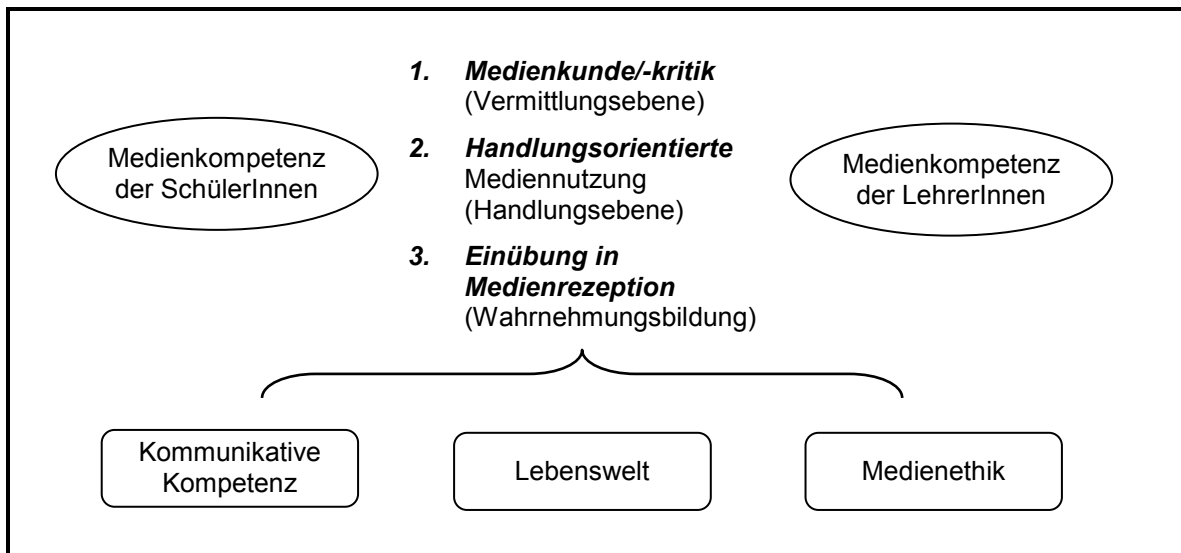 1. Medienkunde/-kritik
(Vermittlungsebene)
Medienkompetenz
der SchülerInnen
2. Handlungsorientierte
Mediennutzung
(Handlungsebene)
Medienkompetenz
der LehrerInnen
3. Einübung in
Medienrezeption
(Wahrnehmungsbildung)
Kommunikative
Kompetenz
Lebenswelt
Medienethik